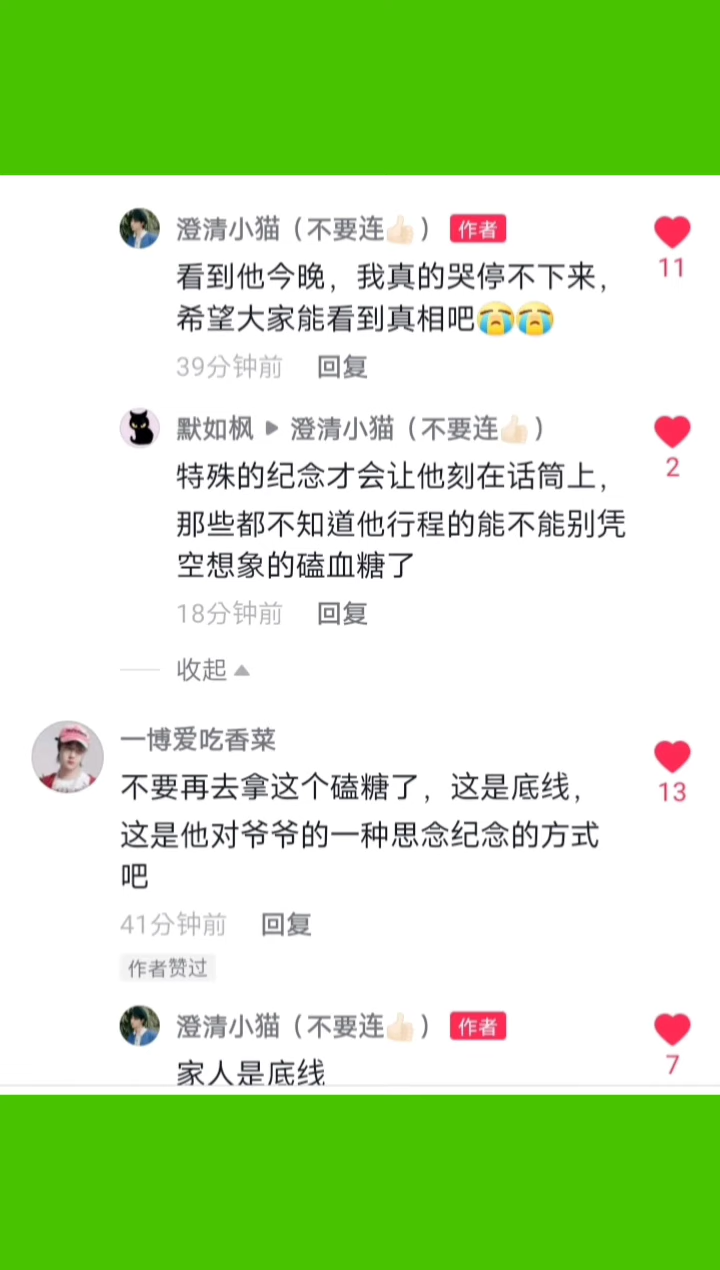 澄清小猫（不要连👍🏻） 作者
11
看到他今晚，我真的哭停不下来，
希望大家能看到真相吧😭😭
39分钟前 回复
默如枫 ▶ 澄清小猫（不要连👍🏻）
2
特殊的纪念才会让他刻在话筒上，
那些都不知道他行程的能不能别凭
空想象的磕血糖了
18分钟前 回复
收起
一博爱吃香菜
13
不要再去拿这个磕糖了，这是底线，
这是他对爷爷的一种思念纪念的方式
吧
41分钟前 回复
作者赞过
澄清小猫（不要连👍🏻） 作者
7
家人是底线